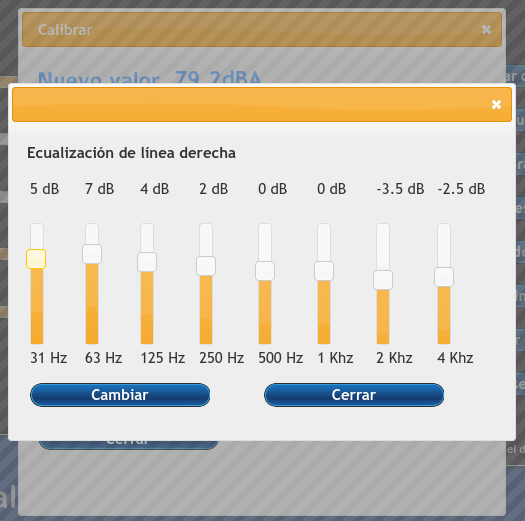 Calibrar
Nuevo valor 79.2dBA
Ecualización de línea derecha
5 dB 7 dB 4 dB 2 dB 0 dB 0 dB -3.5 dB -2.5 dB
31 Hz 63 Hz 125 Hz 250 Hz 500 Hz 1 Khz 2 Khz 4 Khz
Cambiar Cerrar
Cerrar